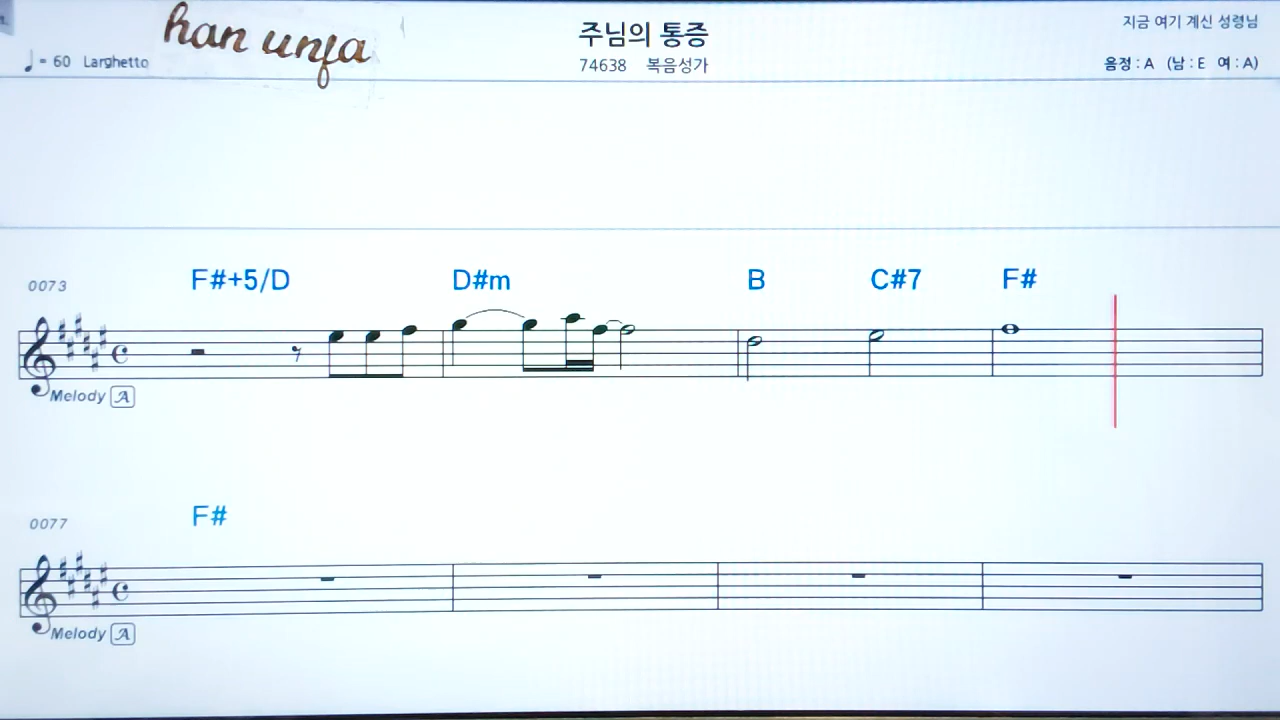 han unja
주님의 통증
지금 여기 계신 성령님
♩= 60 Larghetto
74638 복음성가
음정 : A (남 : E 여 : A)
0073 F#+5/D D#m B C#7 F#
Melody A
0077 F#
Melody A